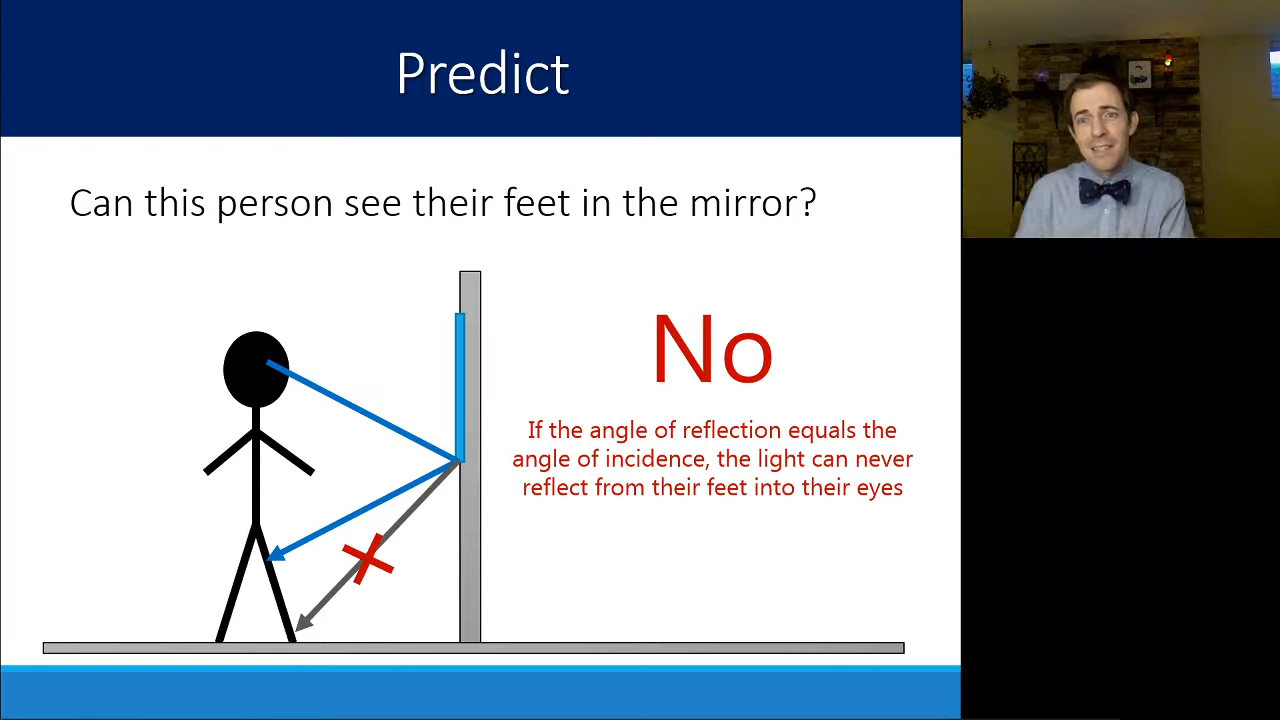 Predict
Can this person see their feet in the mirror?
No
If the angle of reflection equals the
angle of incidence, the light can never
reflect from their feet into their eyes